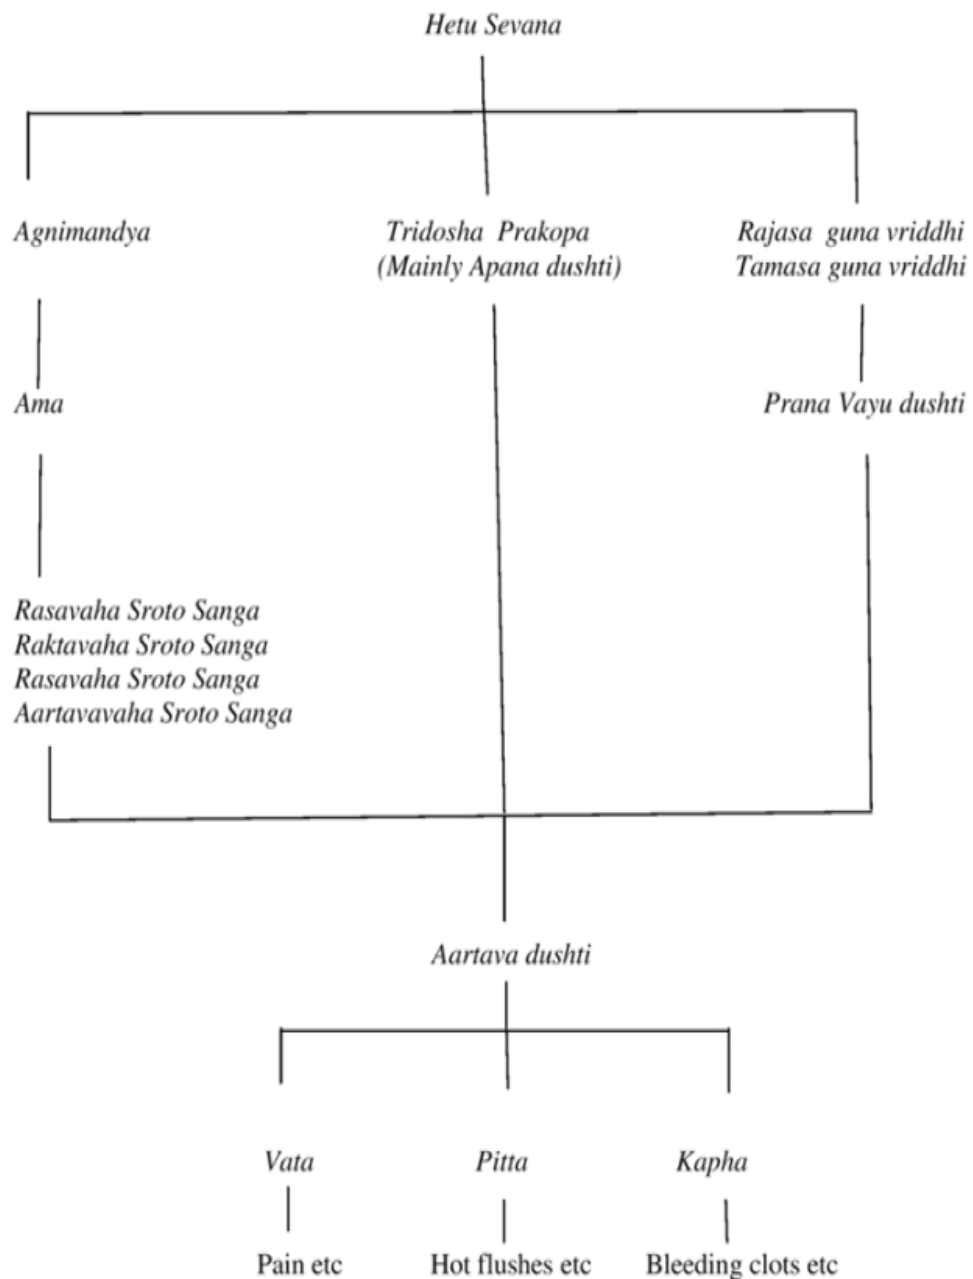 Hetu Sevana
Agnimandya
Tridosha Prakopa
(Mainly Apana dushti)
Rajasa guna vriddhi
Tamasa guna vriddhi
Ama
Prana Vayu dushti
Rasavaha Sroto Sanga
Raktavaha Sroto Sanga
Rasavaha Sroto Sanga
Aartavavaha Sroto Sanga
Aartava dushti
Vata
Pitta
Kapha
Pain etc
Hot flushes etc
Bleeding clots etc